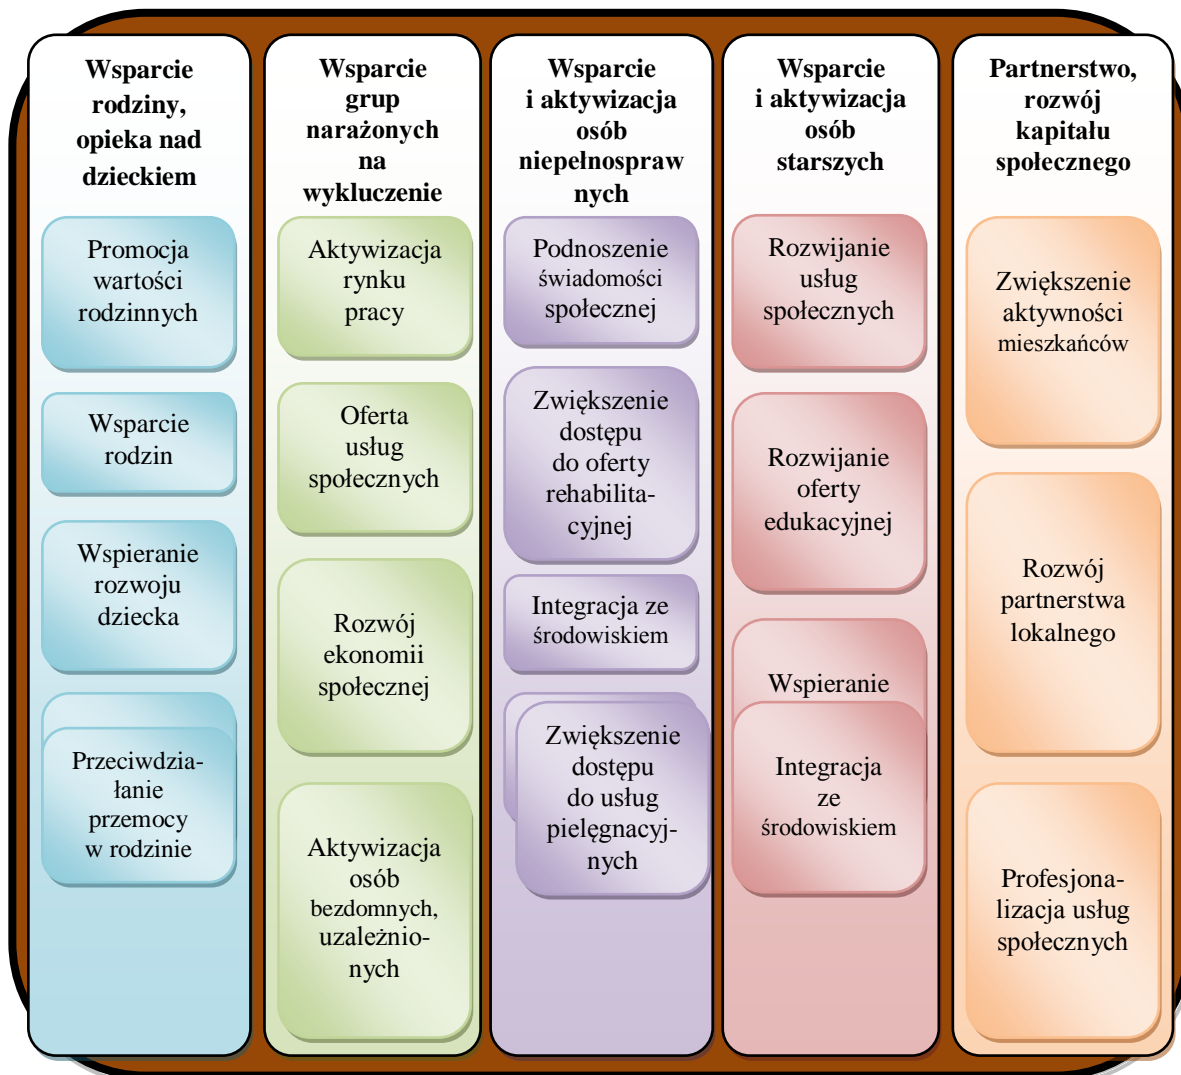 Wsparcie
rodziny,
opieka nad
dzieckiem
Promocja
wartości
rodzinnych
Wsparcie
rodzin
Wspieranie
rozwoju
dziecka
Przeciwdzia-
łanie
przemocy
w rodzinie
Wsparcie
grup
narażonych
na
wykluczenie
Aktywizacja
rynku
pracy
Oferta
usług
społecznych
Rozwój
ekonomii
społecznej
Aktywizacja
osób
bezdomnych,
uzależnio-
nych
Wsparcie
i aktywizacja
osób
niepełnospraw
nych
Podnoszenie
świadomości
społecznej
Zwiększenie
dostępu
do oferty
rehabilita-
cyjnej
Integracja ze
środowiskiem
Zwiększenie
dostępu
do usług
pielęgnacyj-
nych
Wsparcie
i aktywizacja
osób
starszych
Rozwijanie
usług
społecznych
Rozwijanie
oferty
edukacyjnej
Wspieranie
Integracja
ze
środowiskiem
Partnerstwo,
rozwój
kapitału
społecznego
Zwiększenie
aktywności
mieszkańców
Rozwój
partnerstwa
lokalnego
Profesjona-
lizacja usług
społecznych